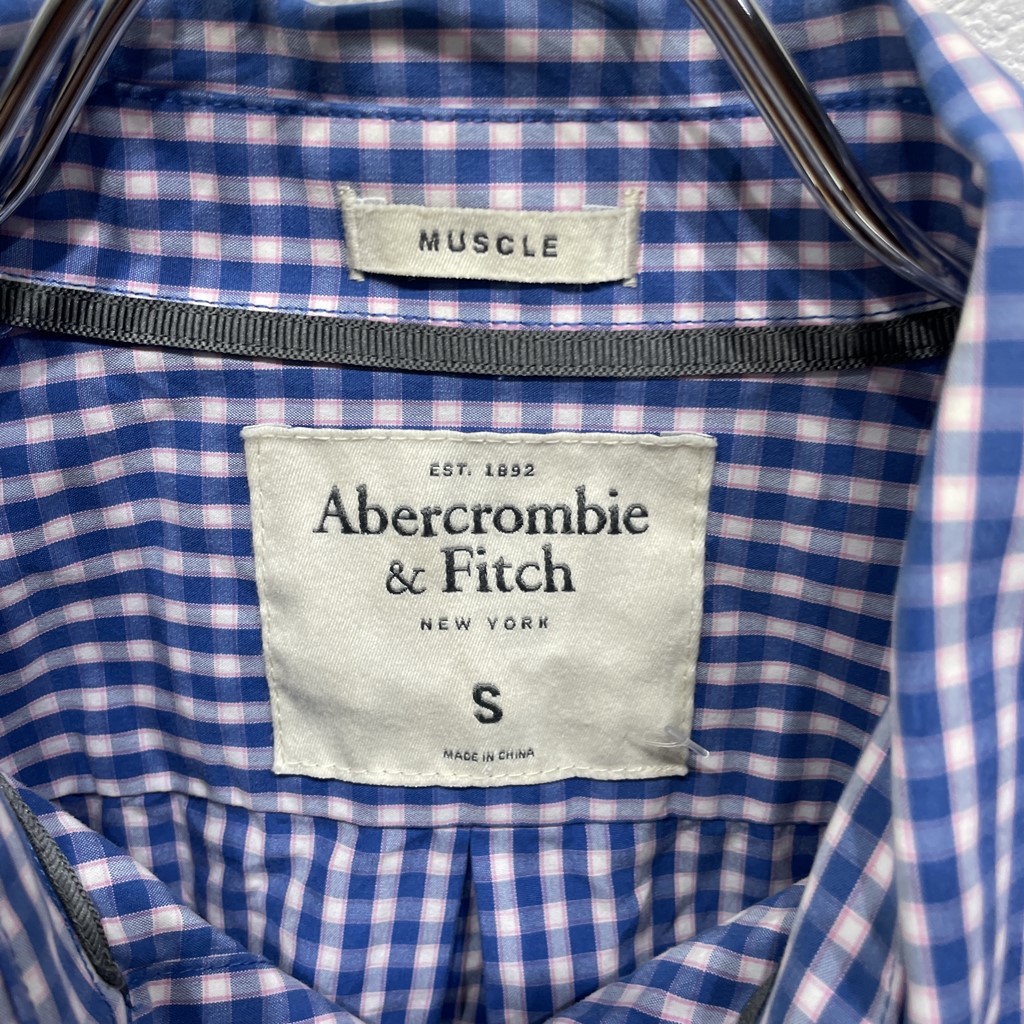 MUSCLE
EST. 1892
Abercrombie
& Fitch
NEW YORK
S
MADE IN CHINA